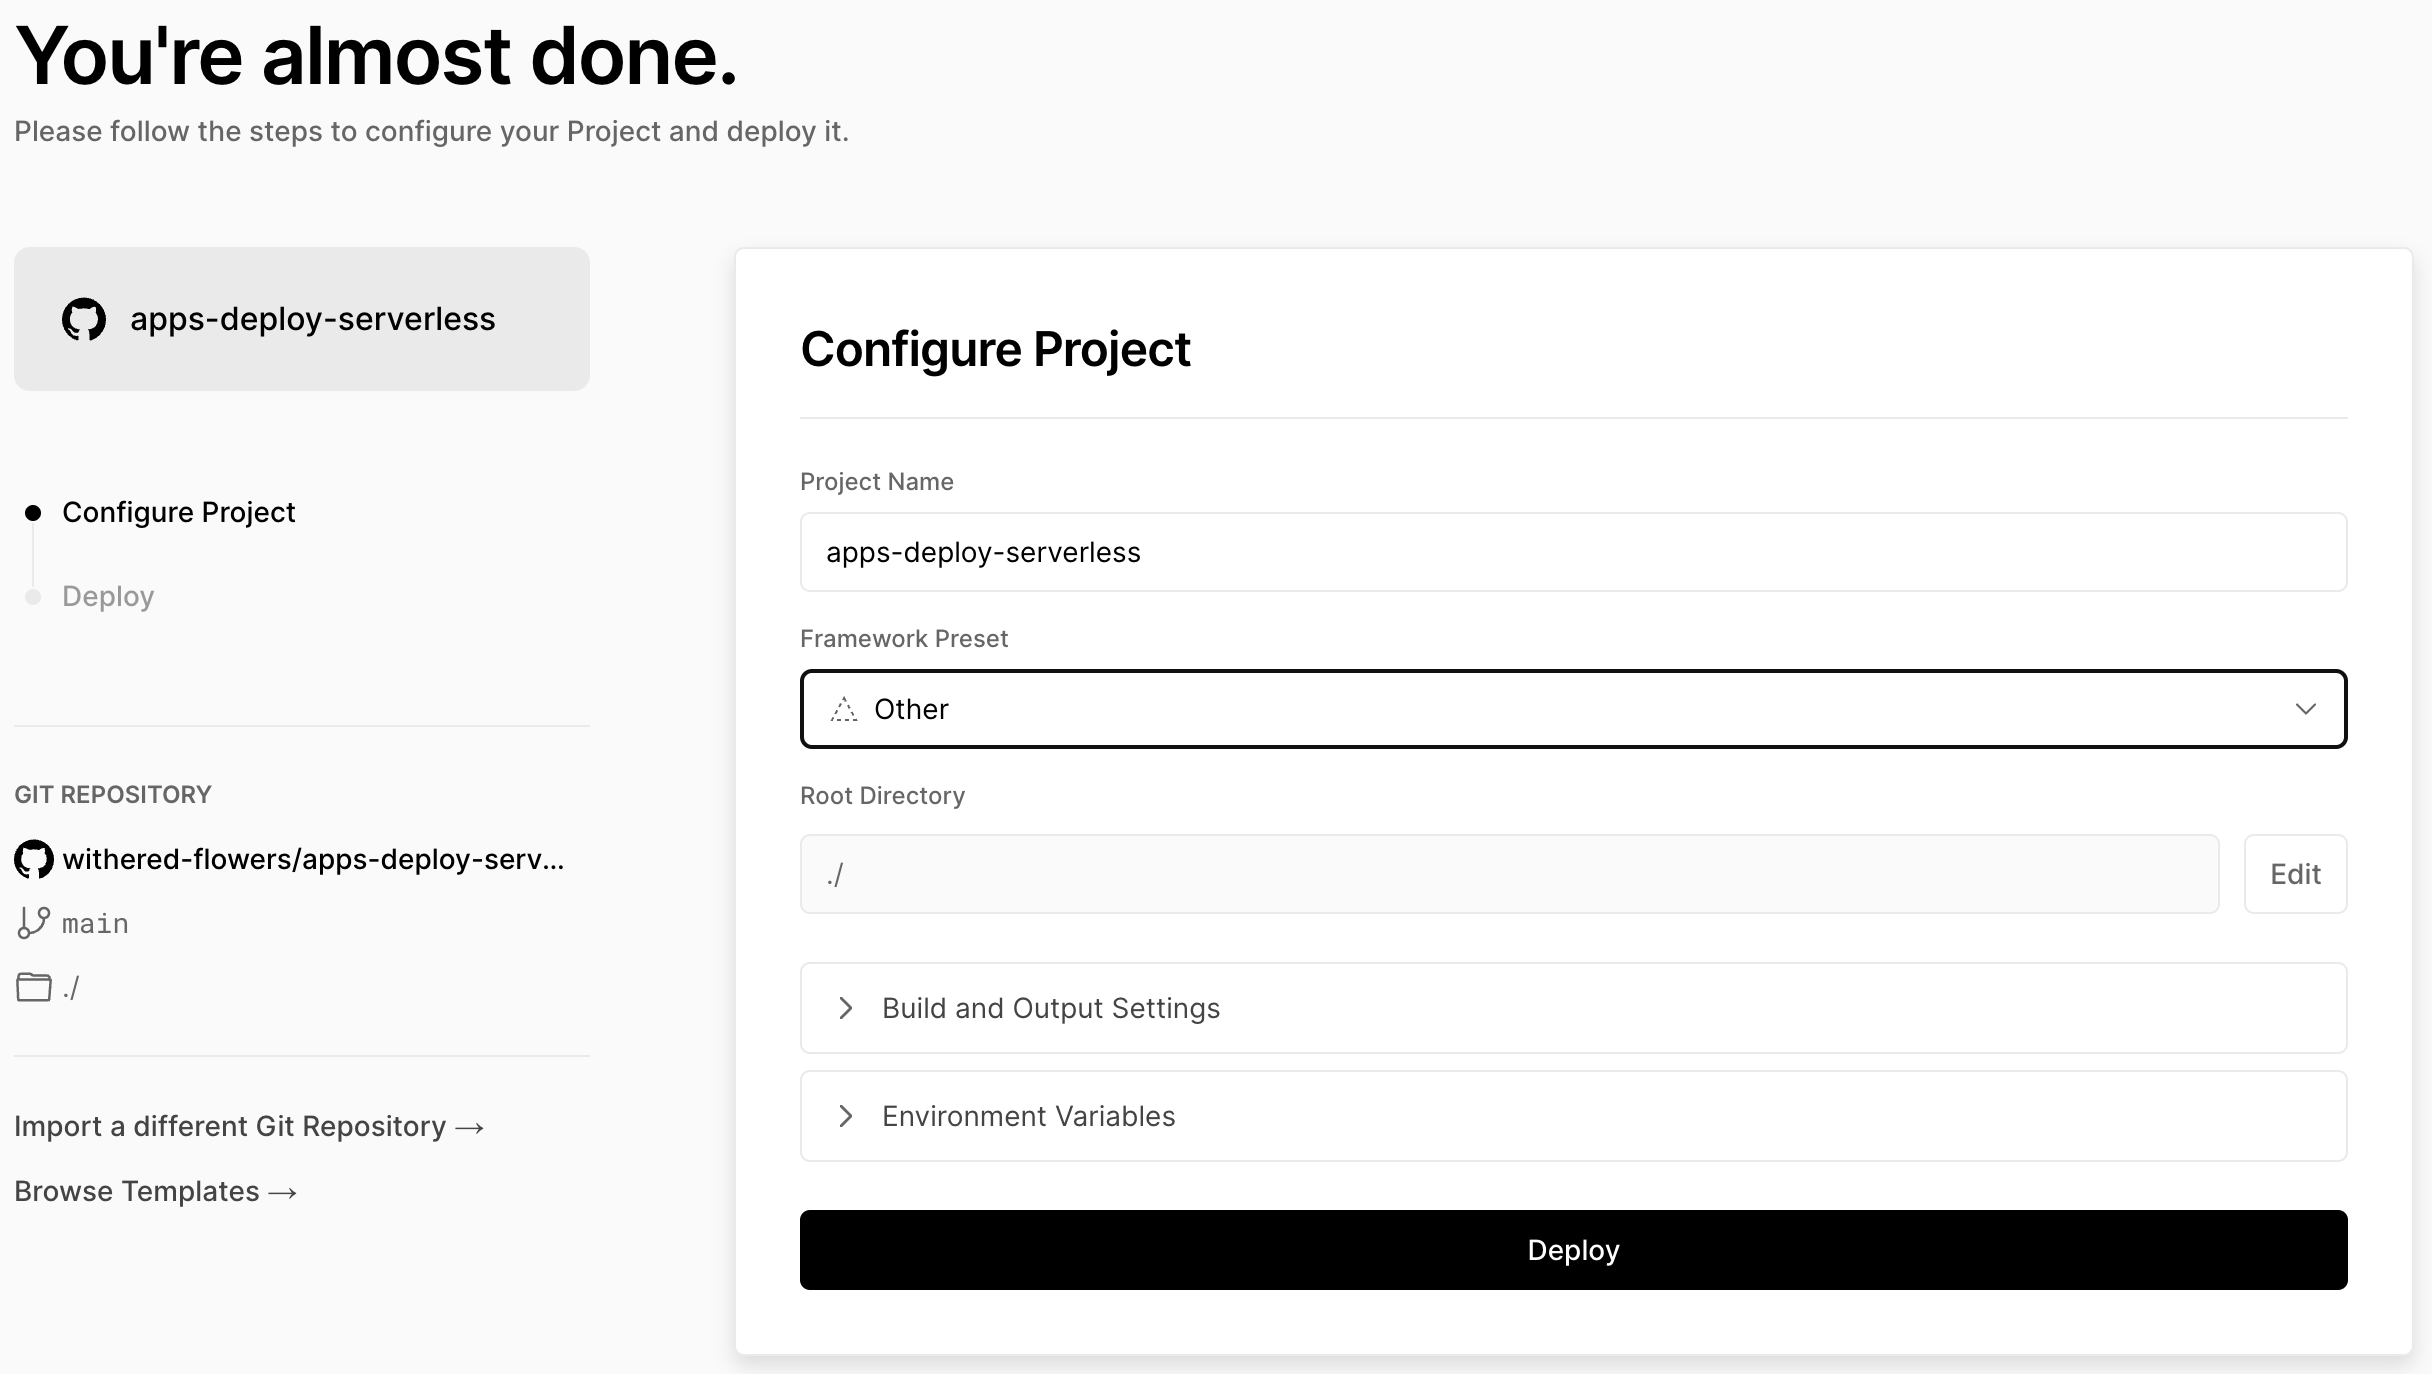 You're almost done.
Please follow the steps to configure your Project and deploy it.
apps-deploy-serverless
Configure Project
Deploy
GIT REPOSITORY
withered-flowers/apps-deploy-serv...
main
./
Import a different Git Repository →
Browse Templates →
Configure Project
Project Name
apps-deploy-serverless
Framework Preset
Other
Root Directory
./
Edit
Build and Output Settings
Environment Variables
Deploy